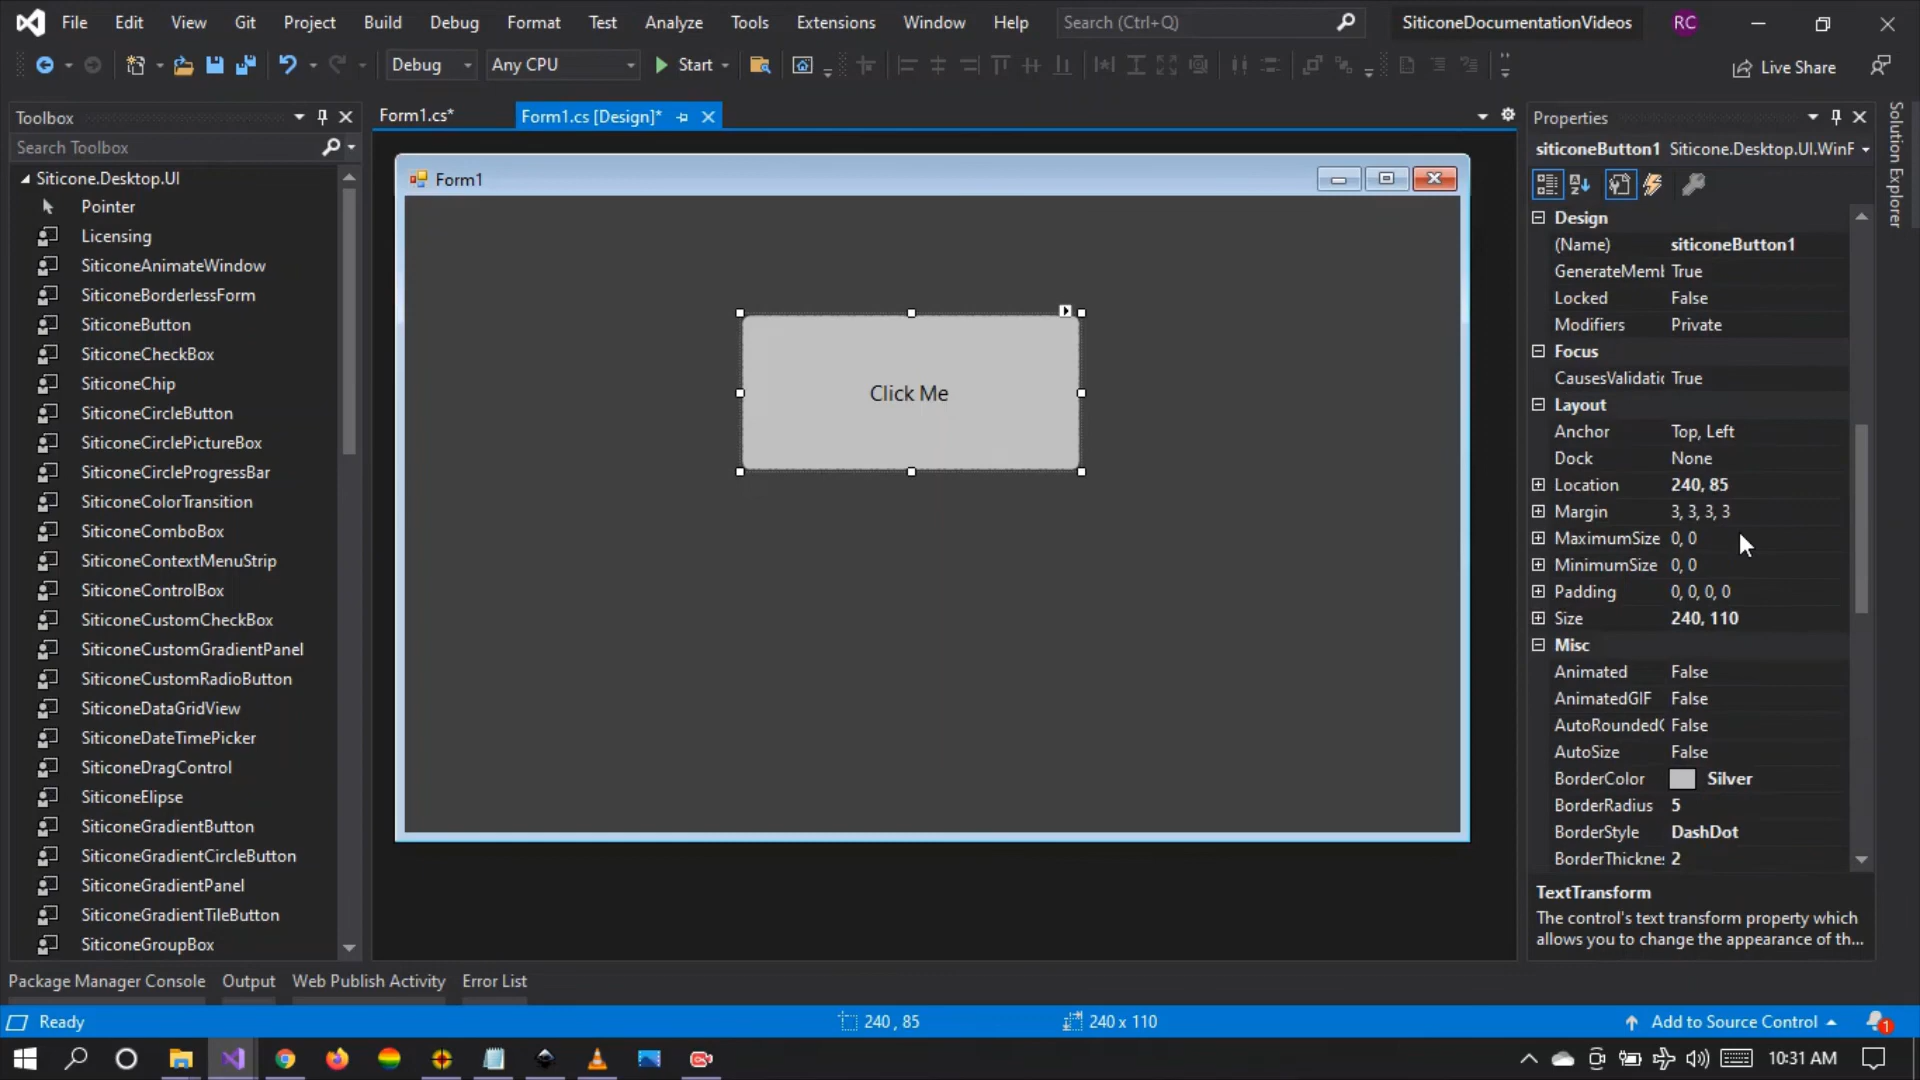 File Edit View Git Project Build Debug Format Test Analyze Tools Extensions Window Help Search (Ctrl+Q) SiticoneDocumentationVideos RC
Debug Any CPU Start Live Share
Toolbox
Search Toolbox
Siticone.Desktop.UI
Pointer
Licensing
SiticoneAnimateWindow
SiticoneBorderlessForm
SiticoneButton
SiticoneCheckBox
SiticoneChip
SiticoneCircleButton
SiticoneCirclePictureBox
SiticoneCircleProgressBar
SiticoneColorTransition
SiticoneComboBox
SiticoneContextMenuStrip
SiticoneControlBox
SiticoneCustomCheckBox
SiticoneCustomGradientPanel
SiticoneCustomRadioButton
SiticoneDataGridView
SiticoneDateTimePicker
SiticoneDragControl
SiticoneElipse
SiticoneGradientButton
SiticoneGradientCircleButton
SiticoneGradientPanel
SiticoneGradientTileButton
SiticoneGroupBox
Form1.cs* Form1.cs [Design]*
Form1
Click Me
Properties
siticoneButton1 Siticone.Desktop.UI.WinF
Design
(Name) siticoneButton1
GenerateMemb True
Locked False
Modifiers Private
Focus
CausesValidatic True
Layout
Anchor Top, Left
Dock None
Location 240, 85
Margin 3, 3, 3, 3
MaximumSize 0, 0
MinimumSize 0, 0
Padding 0, 0, 0, 0
Size 240, 110
Misc
Animated False
AnimatedGIF False
AutoRoundedC False
AutoSize False
BorderColor Silver
BorderRadius 5
BorderStyle DashDot
BorderThicknes 2
TextTransform
The control's text transform property which
allows you to change the appearance of th...
Solution Explorer
Package Manager Console Output Web Publish Activity Error List
Ready 240 , 85 240 x 110 Add to Source Control 1
10:31 AM